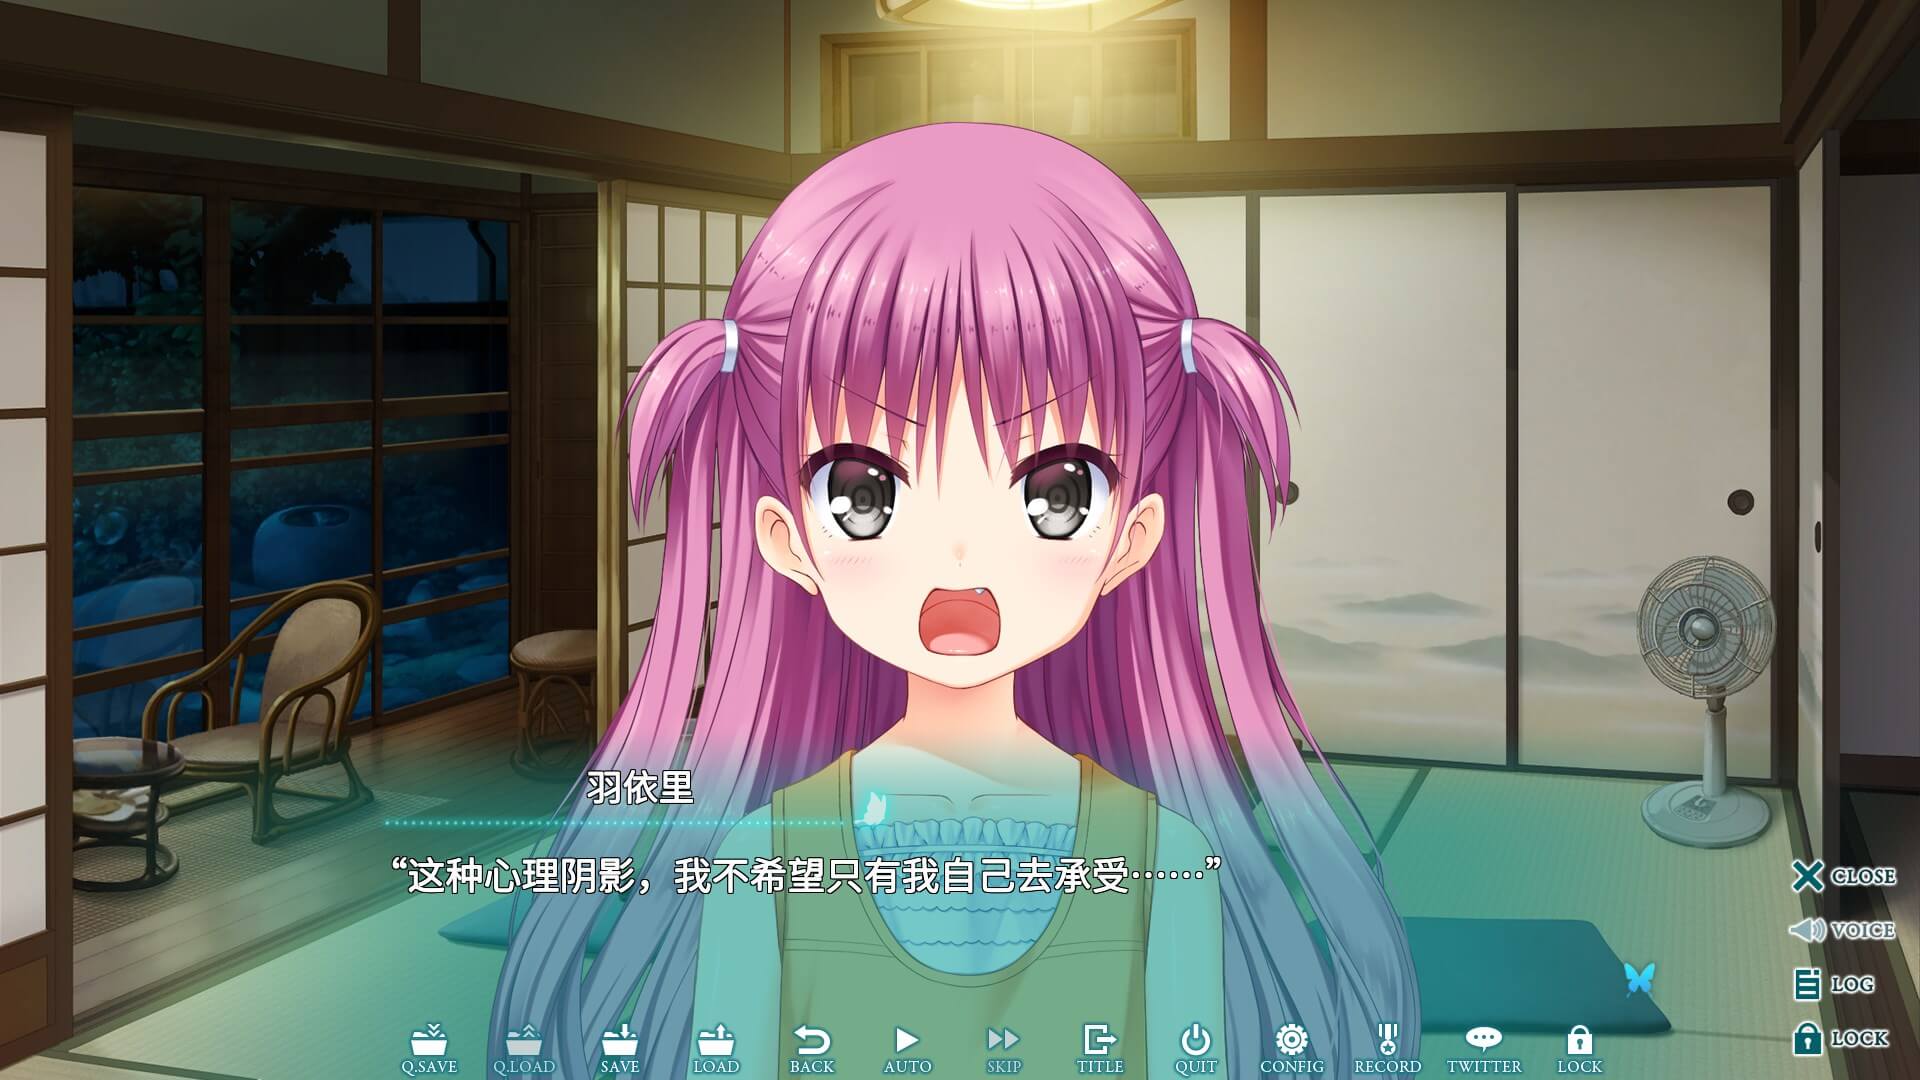 羽依里
“这种心理阴影，我不希望只有我自己去承受……”
CLOSE
VOICE
LOG
LOCK
Q.SAVE Q.LOAD SAVE LOAD BACK AUTO SKIP TITLE QUIT CONFIG RECORD TWITTER LOCK